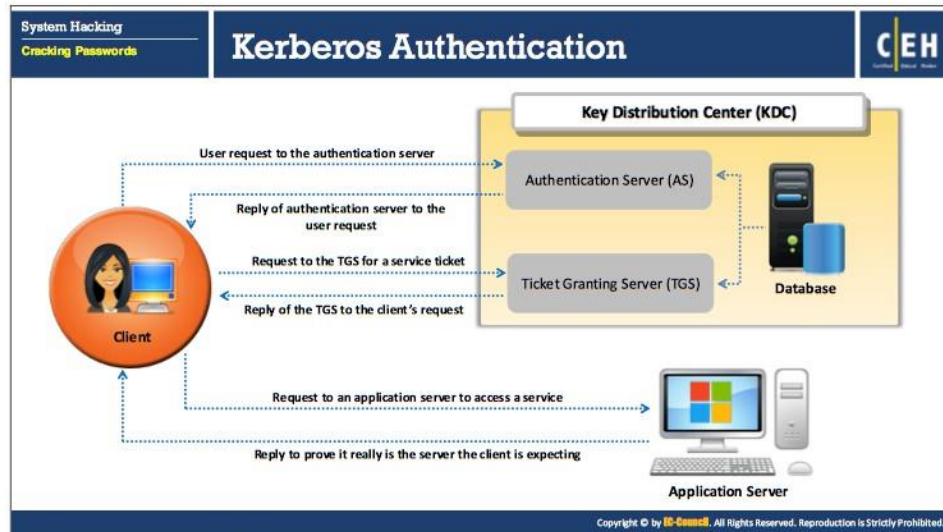 System Hacking
Cracking Passwords
Kerberos Authentication
C|EH
Certified Ethical Hacker
Key Distribution Center (KDC)
User request to the authentication server
Authentication Server (AS)
Reply of authentication server to the
user request
Request to the TGS for a service ticket
Ticket Granting Server (TGS)
Database
Reply of the TGS to the client's request
Client
Request to an application server to access a service
Reply to prove it really is the server the client is expecting
Application Server
Copyright © by EC-Council. All Rights Reserved. Reproduction is Strictly Prohibited